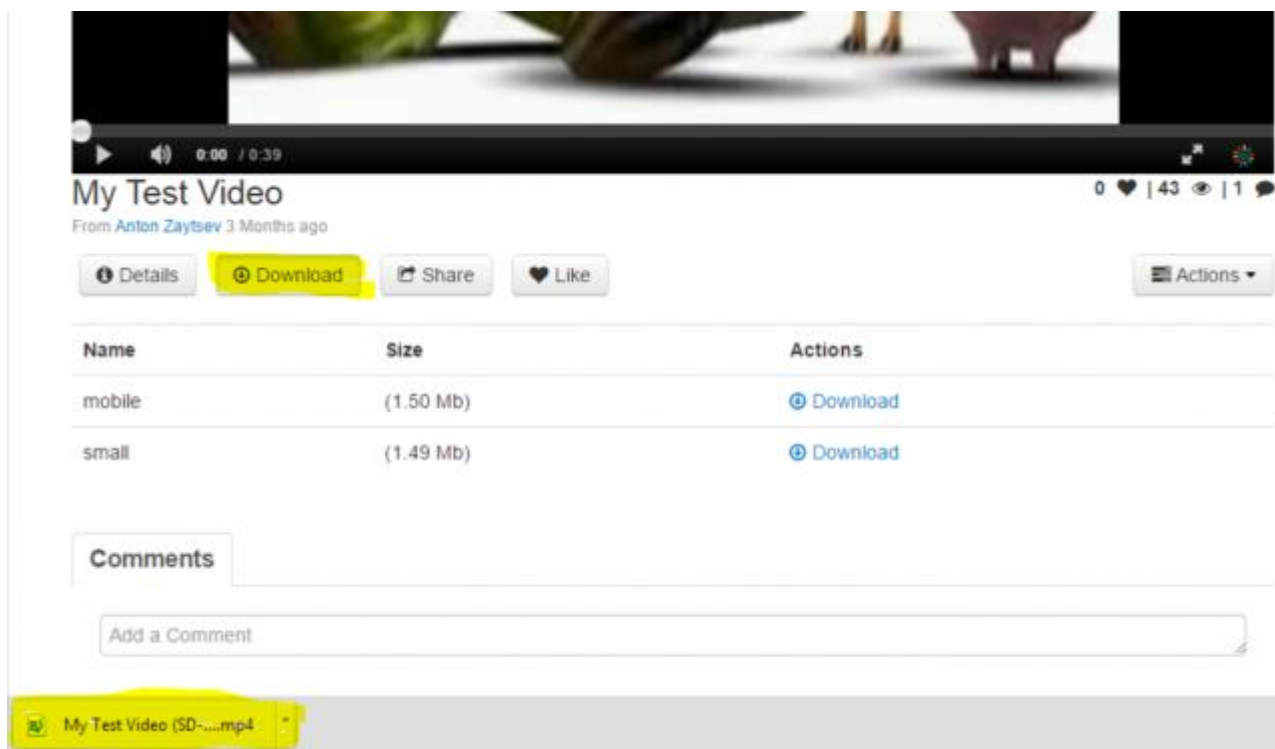 0:00 / 0:39
My Test Video
0 | 43 | 1
From Anton Zaytsev 3 Months ago
Details Download Share Like Actions
Name Size Actions
mobile (1.50 Mb) Download
small (1.49 Mb) Download
Comments
Add a Comment
My Test Video (SD-....mp4